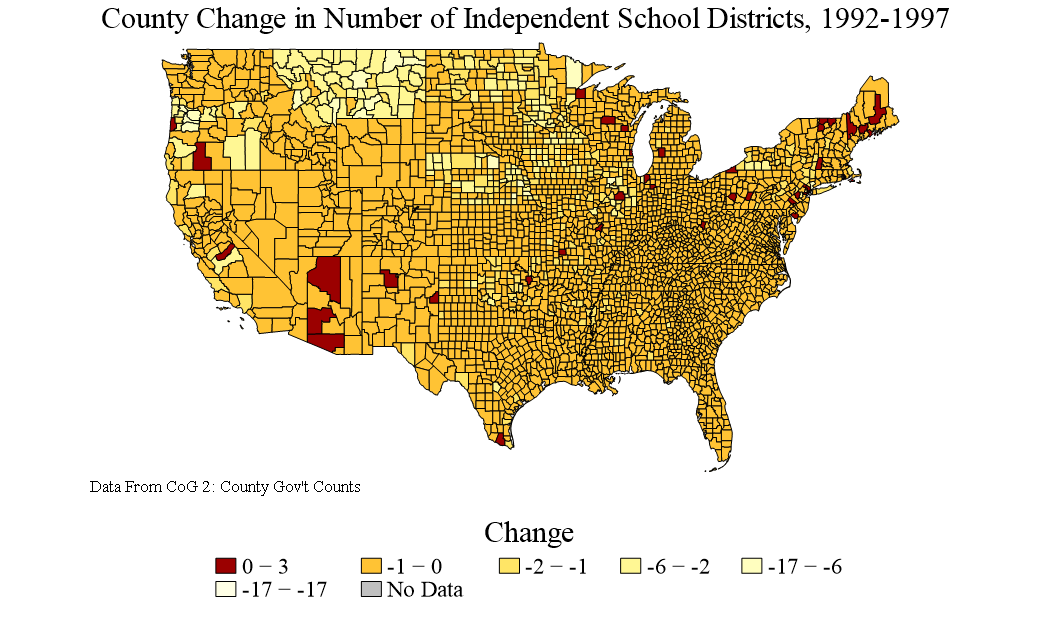 County Change in Number of Independent School Districts, 1992-1997
Data From CoG 2: County Gov't Counts
Change
0 − 3 -1 − 0 -2 − -1 -6 − -2 -17 − -6
-17 − -17 No Data